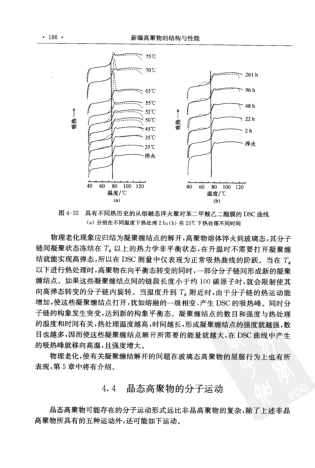 · 186 ·
新编高聚物的结构与性能
75℃
70℃
65℃
55℃
52℃
50℃
45℃
35℃
25℃
淬火
吸热
40 60 80 100 120
温度/℃
(a)
261 h
96 h
48 h
22 h
2 h
淬火
吸热
40 60 80 100 120
温度/℃
(b)
图 4-32 具有不同热历史的从熔融态淬火聚对苯二甲酸乙二酯膜的 DSC 曲线
(a) 分别在不同温度下热处理 2 h;(b) 在 25℃下热处理不同时间
物理老化现象应归结为凝聚缠结点的解开,高聚物熔体淬火到玻璃态,其分子
链间凝聚状态冻结在 Tg 以上的热力学非平衡状态,在升温时不需要打开凝聚缠
结就能实现高弹态,所以在 DSC 测量中仅表现为正常吸热曲线的阶跃。当在 Tg
以下进行热处理时,高聚物在向平衡态转变的同时,一部分分子链间形成新的凝聚
缠结点。如果这些凝聚缠结点间的链段长度小于约 100 碳原子时,就会限制使其
向高弹态转变的分子链内旋转。当温度升到 Tg 附近时,由于分子链的热运动能
增加,使这些凝聚缠结点打开,犹如熔融的一级相变,产生 DSC 的吸热峰。同时分
子链的构象发生突变,达到新的构象平衡态。凝聚缠结点的数目和强度与热处理
的温度和时间有关,热处理温度越高,时间越长,形成凝聚缠结点的强度就越强,数
目也越多,因而使这些凝聚缠结点解开所需要的能量就越大,在 DSC 曲线中产生
的吸热峰就移向高温,且强度增大。
物理老化,使有关凝聚缠结解开的问题在玻璃态高聚物的屈服行为上也有所
表现,第 5 章中将有介绍。
4.4 晶态高聚物的分子运动
晶态高聚物可能存在的分子运动形式远比非晶高聚物的复杂,除了上述非晶
高聚物所具有的五种运动外,还可能如下运动。